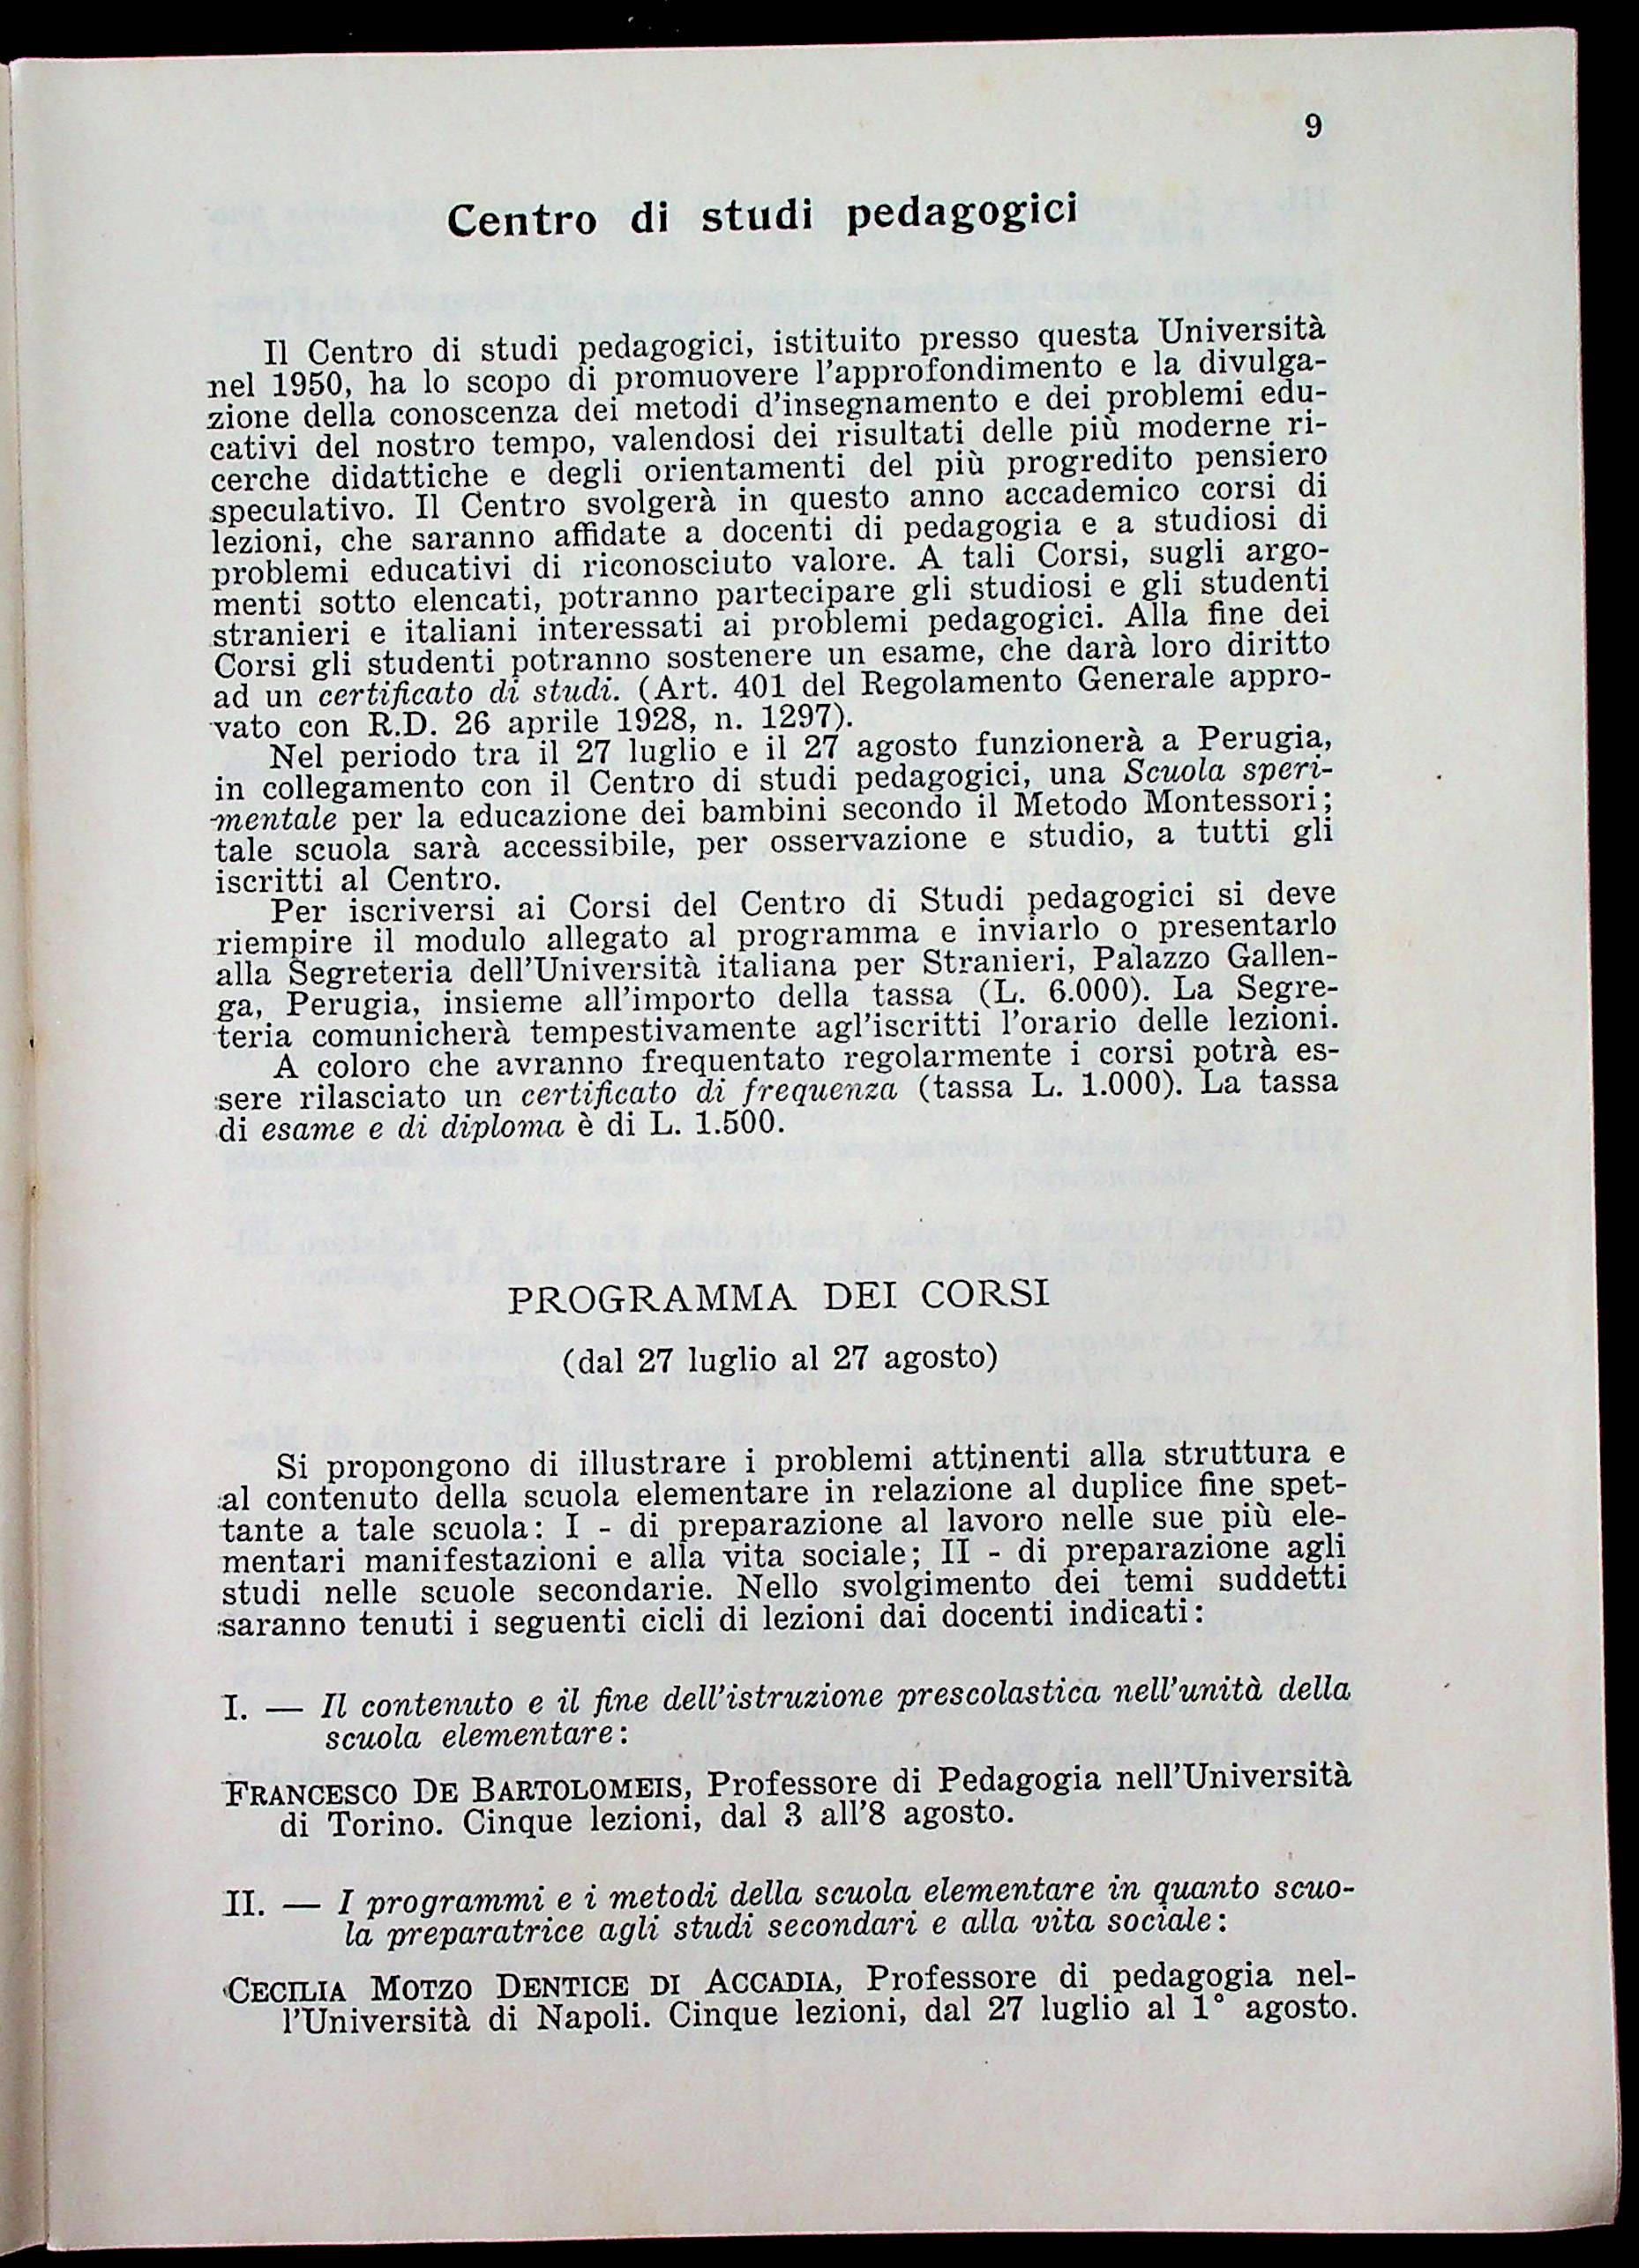 9
Centro di studi pedagogici
Il Centro di studi pedagogici, istituito presso questa Università
nel 1950, ha lo scopo di promuovere l'approfondimento e la divulga-
zione della conoscenza dei metodi d'insegnamento e dei problemi edu-
cativi del nostro tempo, valendosi dei risultati delle più moderne ri-
cerche didattiche e degli orientamenti del più progredito pensiero
speculativo. Il Centro svolgerà in questo anno accademico corsi di
lezioni, che saranno affidate a docenti di pedagogia e a studiosi di
problemi educativi di riconosciuto valore. A tali Corsi, sugli argo-
menti sotto elencati, potranno partecipare gli studiosi e gli studenti
stranieri e italiani interessati ai problemi pedagogici. Alla fine dei
Corsi gli studenti potranno sostenere un esame, che darà loro diritto
ad un certificato di studi. (Art. 401 del Regolamento Generale appro-
vato con R.D. 26 aprile 1928, n. 1297).
Nel periodo tra il 27 luglio e il 27 agosto funzionerà a Perugia,
in collegamento con il Centro di studi pedagogici, una Scuola speri-
mentale per la educazione dei bambini secondo il Metodo Montessori;
tale scuola sarà accessibile, per osservazione e studio, a tutti gli
iscritti al Centro.
Per iscriversi ai Corsi del Centro di Studi pedagogici si deve
riempire il modulo allegato al programma e inviarlo o presentarlo
alla Segreteria dell'Università italiana per Stranieri, Palazzo Gallen-
ga, Perugia, insieme all'importo della tassa (L. 6.000). La Segre-
teria comunicherà tempestivamente agl'iscritti l'orario delle lezioni.
A coloro che avranno frequentato regolarmente i corsi potrà es-
sere rilasciato un certificato di frequenza (tassa L. 1.000). La tassa
di esame e di diploma è di L. 1.500.
PROGRAMMA DEI CORSI
(dal 27 luglio al 27 agosto)
Si propongono di illustrare i problemi attinenti alla struttura e
al contenuto della scuola elementare in relazione al duplice fine spet-
tante a tale scuola: I - di preparazione al lavoro nelle sue più ele-
mentari manifestazioni e alla vita sociale; II - di preparazione agli
studi nelle scuole secondarie. Nello svolgimento dei temi suddetti
saranno tenuti i seguenti cicli di lezioni dai docenti indicati:
I. — Il contenuto e il fine dell'istruzione prescolastica nell'unità della
scuola elementare:
FRANCESCO DE BARTOLOMEIS, Professore di Pedagogia nell'Università
di Torino. Cinque lezioni, dal 3 all'8 agosto.
II. — I programmi e i metodi della scuola elementare in quanto scuo-
la preparatrice agli studi secondari e alla vita sociale:
CECILIA MOTZO DENTICE DI ACCADIA, Professore di pedagogia nel-
l'Università di Napoli. Cinque lezioni, dal 27 luglio al 1° agosto.